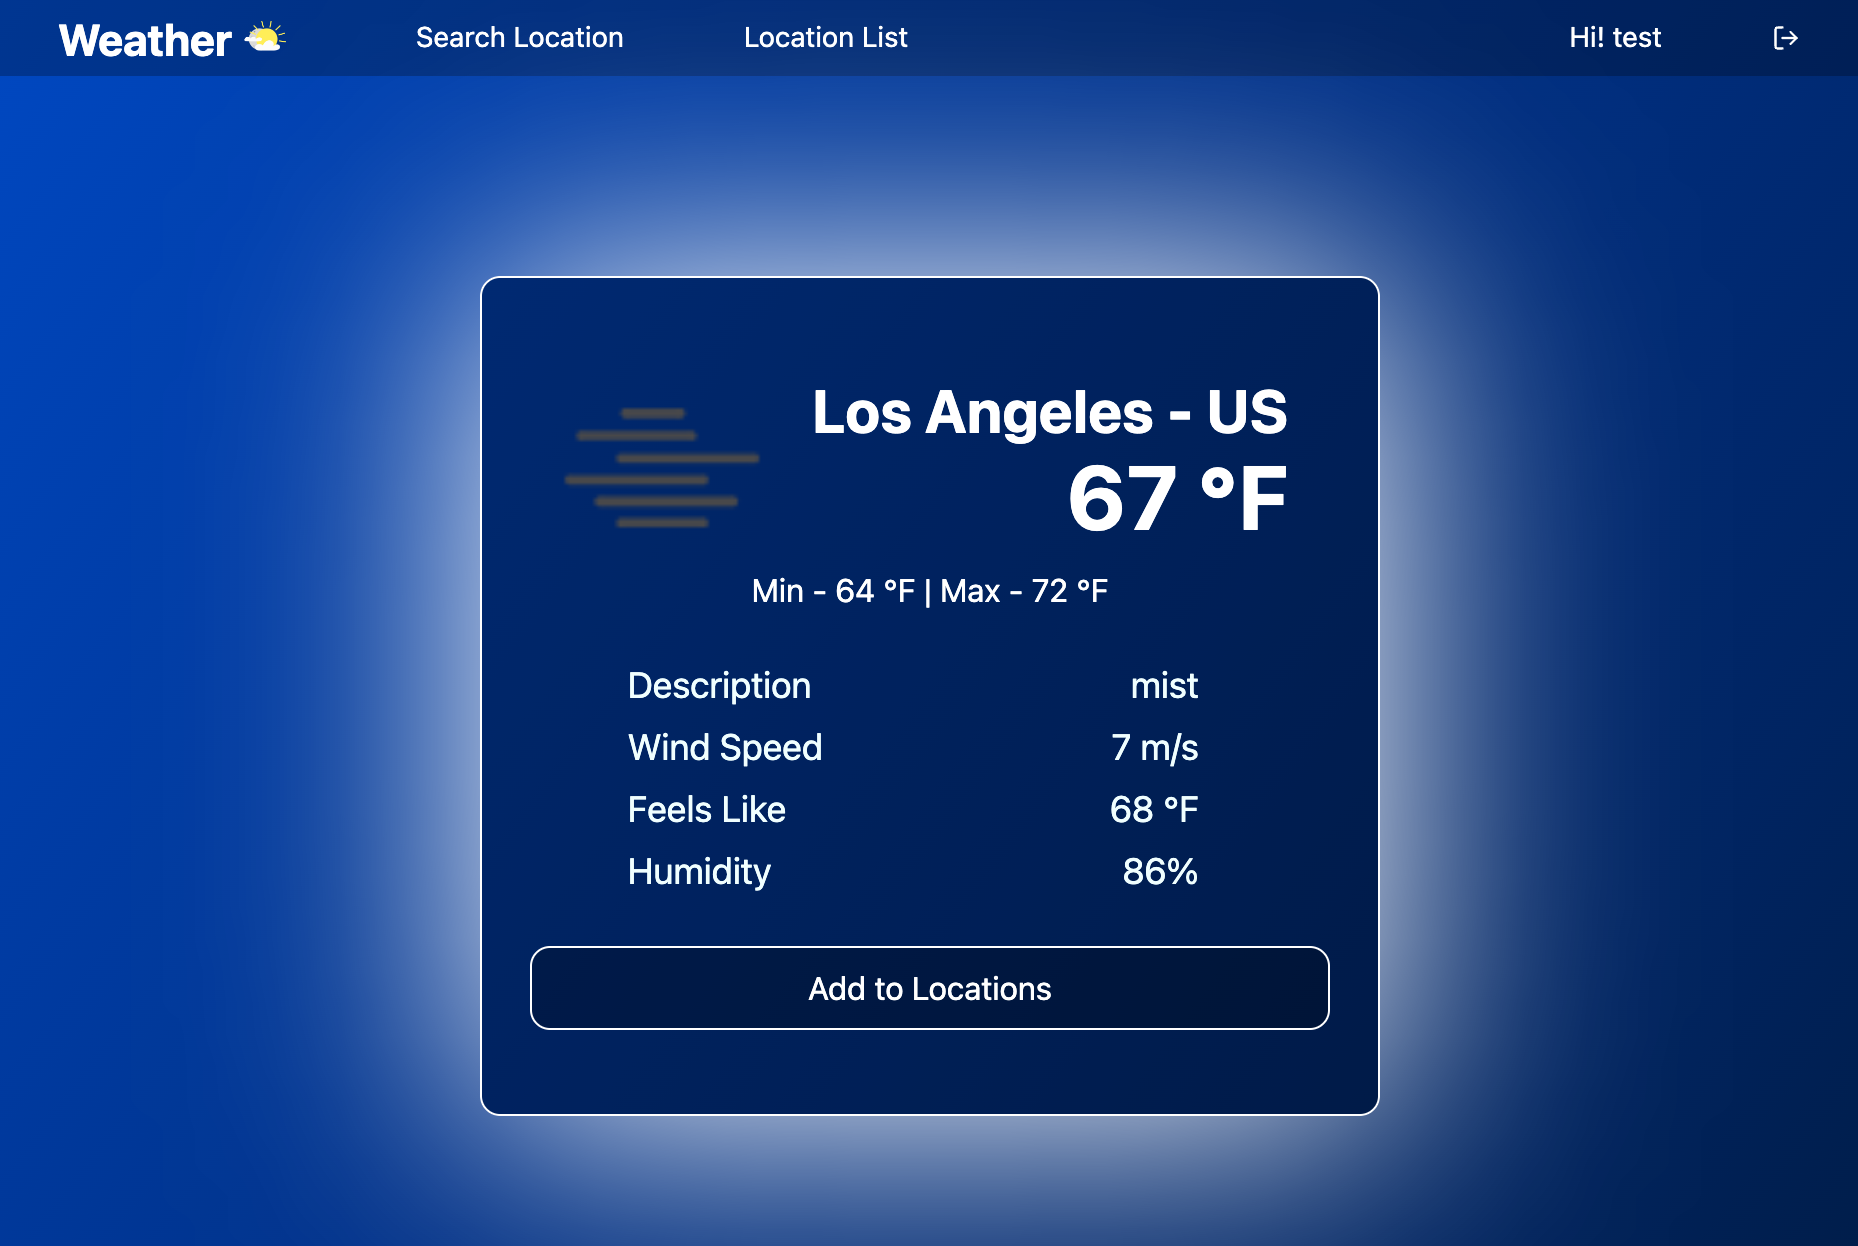 Weather
Search Location
Location List
Hi! test
Los Angeles - US
67 °F
Min - 64 °F | Max - 72 °F
Description mist
Wind Speed 7 m/s
Feels Like 68 °F
Humidity 86%
Add to Locations